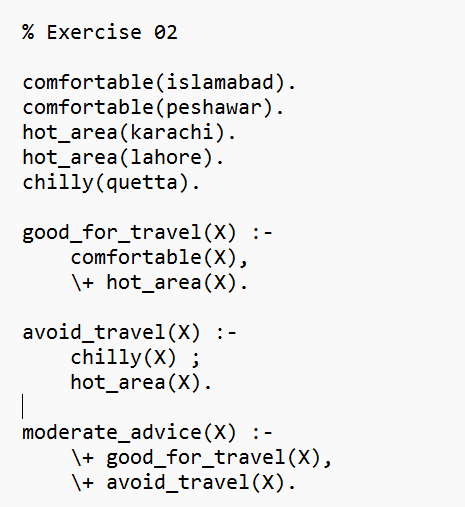 % Exercise 02
comfortable(islamabad).
comfortable(peshawar).
hot_area(karachi).
hot_area(lahore).
chilly(quetta).
good_for_travel(X) :-
comfortable(X),
\+ hot_area(X).
avoid_travel(X) :-
chilly(X) ;
hot_area(X).
moderate_advice(X) :-
\+ good_for_travel(X),
\+ avoid_travel(X).